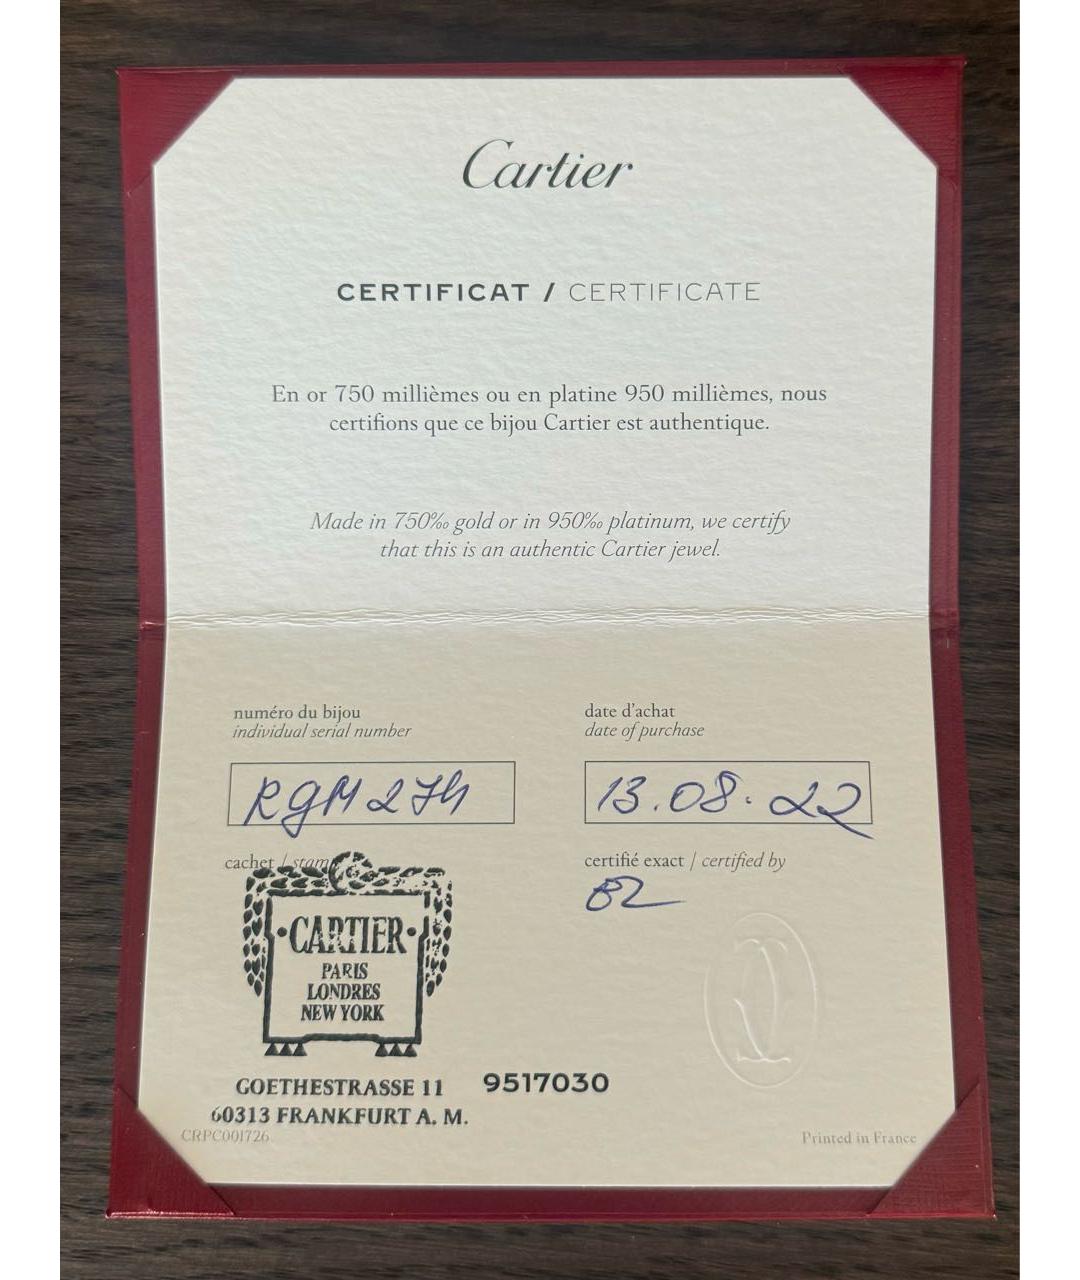 Cartier
CERTIFICAT / CERTIFICATE
En or 750 millièmes ou en platine 950 millièmes, nous
certifions que ce bijou Cartier est authentique.
Made in 750‰ gold or in 950‰ platinum, we certify
that this is an authentic Cartier jewel.
numéro du bijou
individual serial number
date d'achat
date of purchase
13.08.22
cachet / stamp
certifié exact / certified by
CARTIER
PARIS
LONDRES
NEW YORK
GOETHESTRASSE 11
60313 FRANKFURT A. M.
9517030
CRPC001726
Printed in France